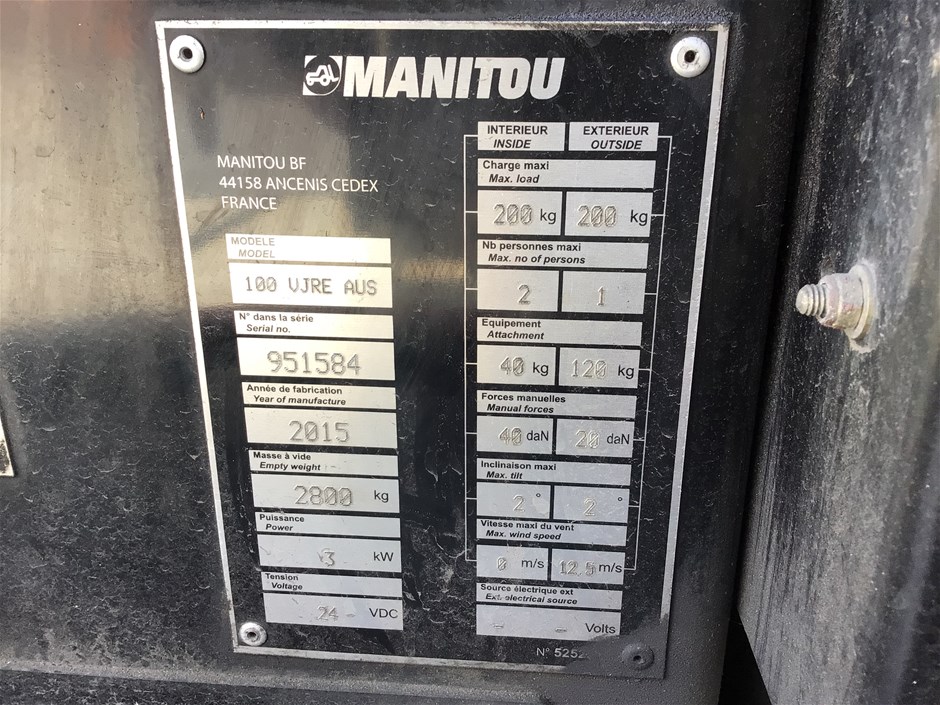 MANITOU
MANITOU BF
44158 ANCENIS CEDEX
FRANCE
MODELE
MODEL
100 VJRE AUS
N° dans la série
Serial no.
951584
Année de fabrication
Year of manufacture
2015
Masse à vide
Empty weight
2800 kg
Puissance
Power
3 kW
Tension
Voltage
24 VDC
INTERIEUR EXTERIEUR
INSIDE OUTSIDE
Charge maxi
Max. load
200 kg 200 kg
Nb personnes maxi
Max. no of persons
2 1
Equipement
Attachment
40 kg 120 kg
Forces manuelles
Manual forces
40 daN 20 daN
Inclinaison maxi
Max. tilt
2 ° 2 °
Vitesse maxi du vent
Max. wind speed
0 m/s 12.5 m/s
Source électrique ext
Ext. electrical source
- - Volts
N° 5252